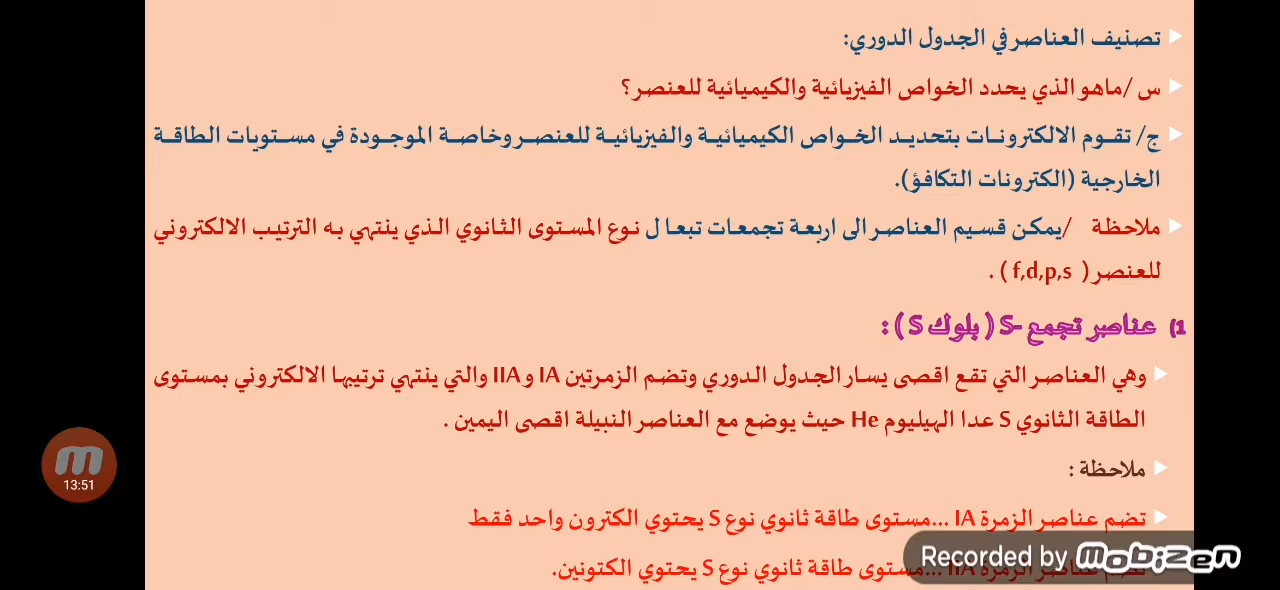 تصنيف العناصر في الجدول الدوري:
س /ماهو الذي يحدد الخواص الفيزيائية والكيميائية للعنصر؟
ج/ تقوم الالكترونات بتحديد الخواص الكيميائية والفيزيائية للعنصر وخاصة الموجودة في مستويات الطاقة
الخارجية (الكترونات التكافؤ).
ملاحظة /يمكن قسيم العناصر الى اربعة تجمعات تبعا ل نوع المستوى الثانوي الذي ينتهي به الترتيب الالكتروني
للعنصر ( f,d,p,s ) .
1) عناصر تجمع -S ( بلوك S ) :
وهي العناصر التي تقع اقصى يسار الجدول الدوري وتضم الزمرتين IA و IIA والتي ينتهي ترتيبها الالكتروني بمستوى
الطاقة الثانوي S عدا الهيليوم He حيث يوضع مع العناصر النبيلة اقصى اليمين .
ملاحظة :
تضم عناصر الزمرة IA ...مستوى طاقة ثانوي نوع S يحتوي الكترون واحد فقط
تضم عناصر الزمرة IIA ...مستوى طاقة ثانوي نوع S يحتوي الكتونين.
13:51
Recorded by mobizen